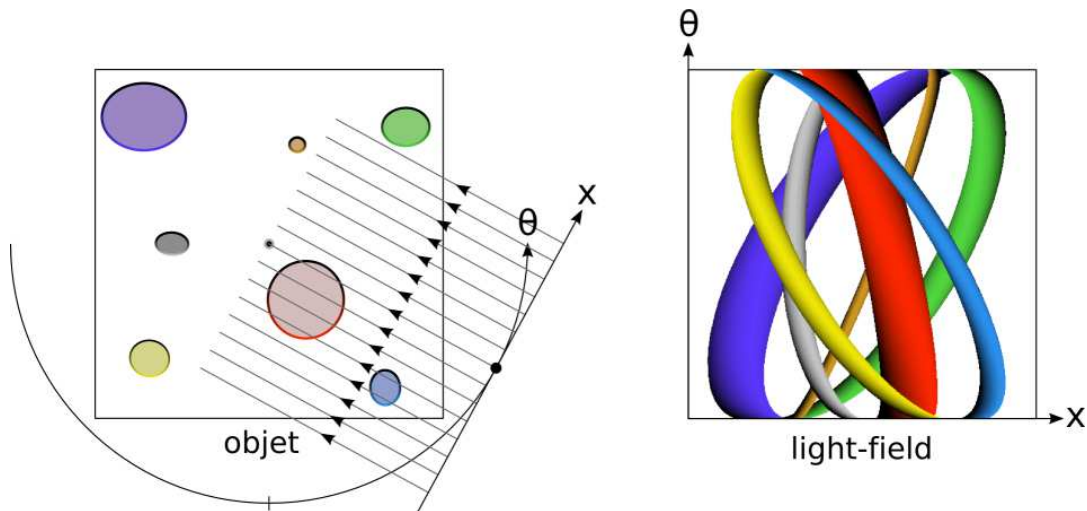 θ
x
objet
θ
x
light-field